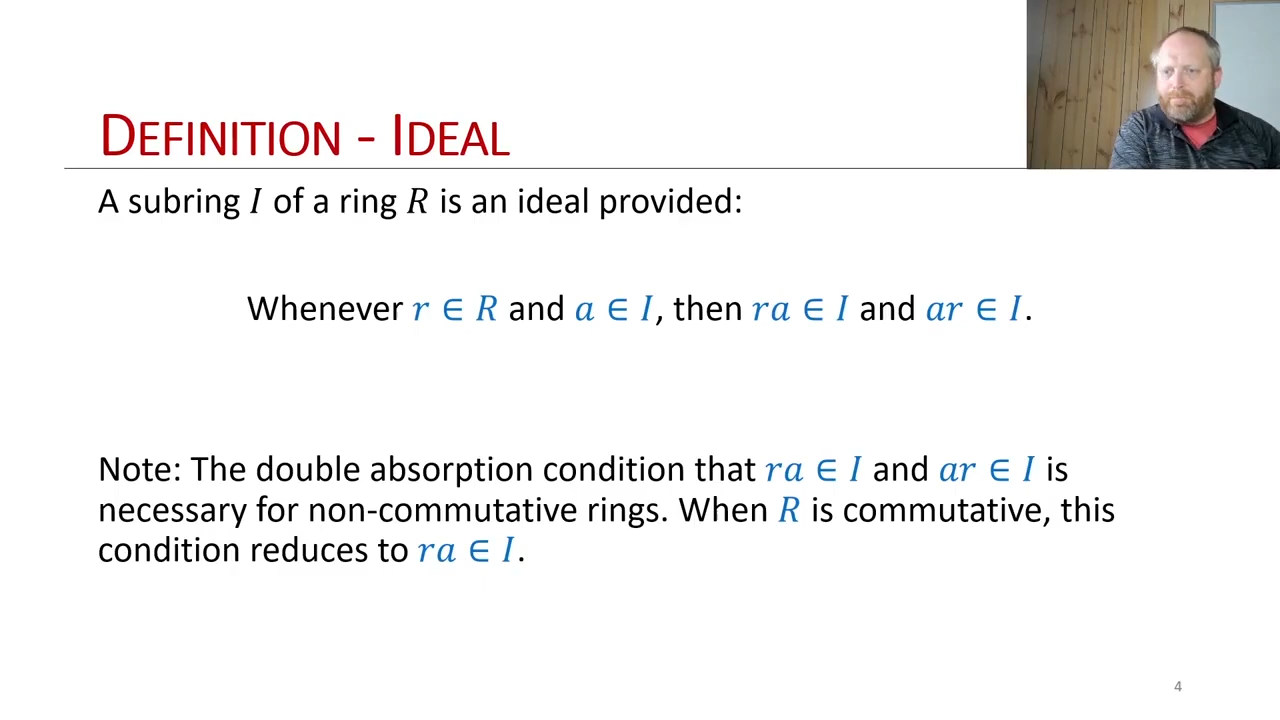 DEFINITION - IDEAL
A subring 𝐼 of a ring 𝑅 is an ideal provided:
Whenever 𝑟 ∈ 𝑅 and 𝑎 ∈ 𝐼, then 𝑟𝑎 ∈ 𝐼 and 𝑎𝑟 ∈ 𝐼.
Note: The double absorption condition that 𝑟𝑎 ∈ 𝐼 and 𝑎𝑟 ∈ 𝐼 is
necessary for non-commutative rings. When 𝑅 is commutative, this
condition reduces to 𝑟𝑎 ∈ 𝐼.
4